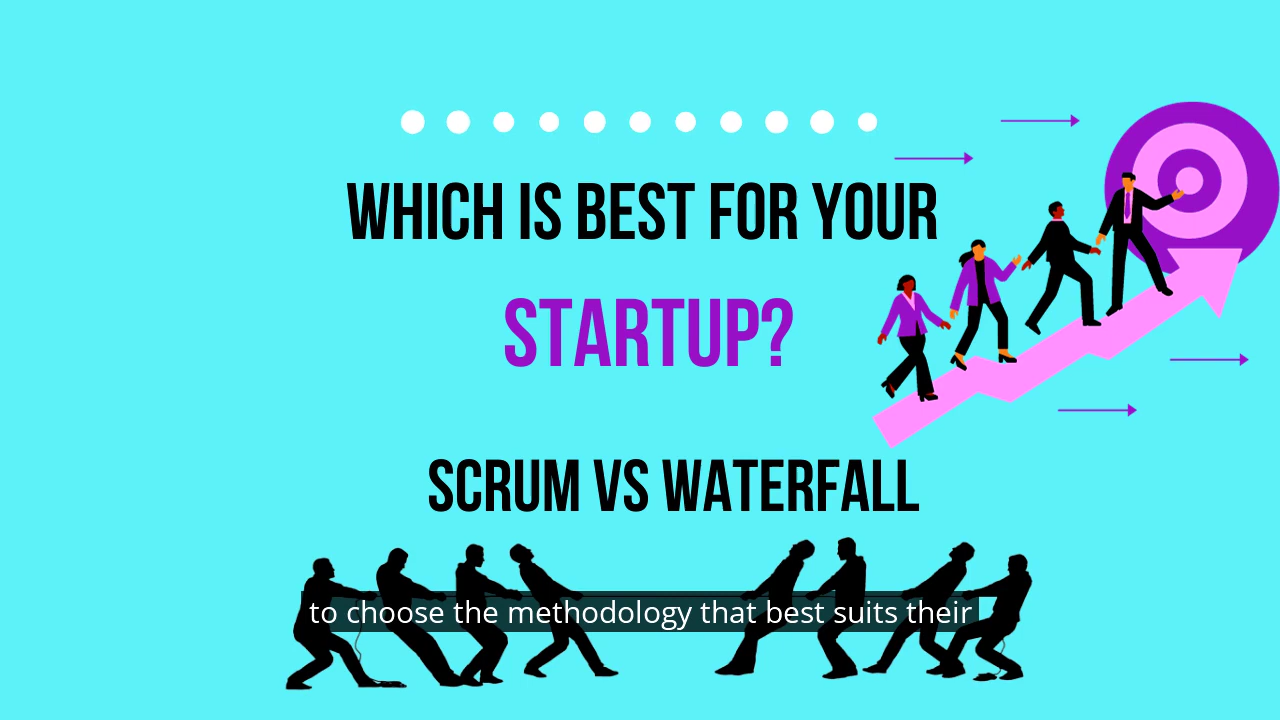 WHICH IS BEST FOR YOUR
STARTUP?
SCRUM VS WATERFALL
to choose the methodology that best suits their